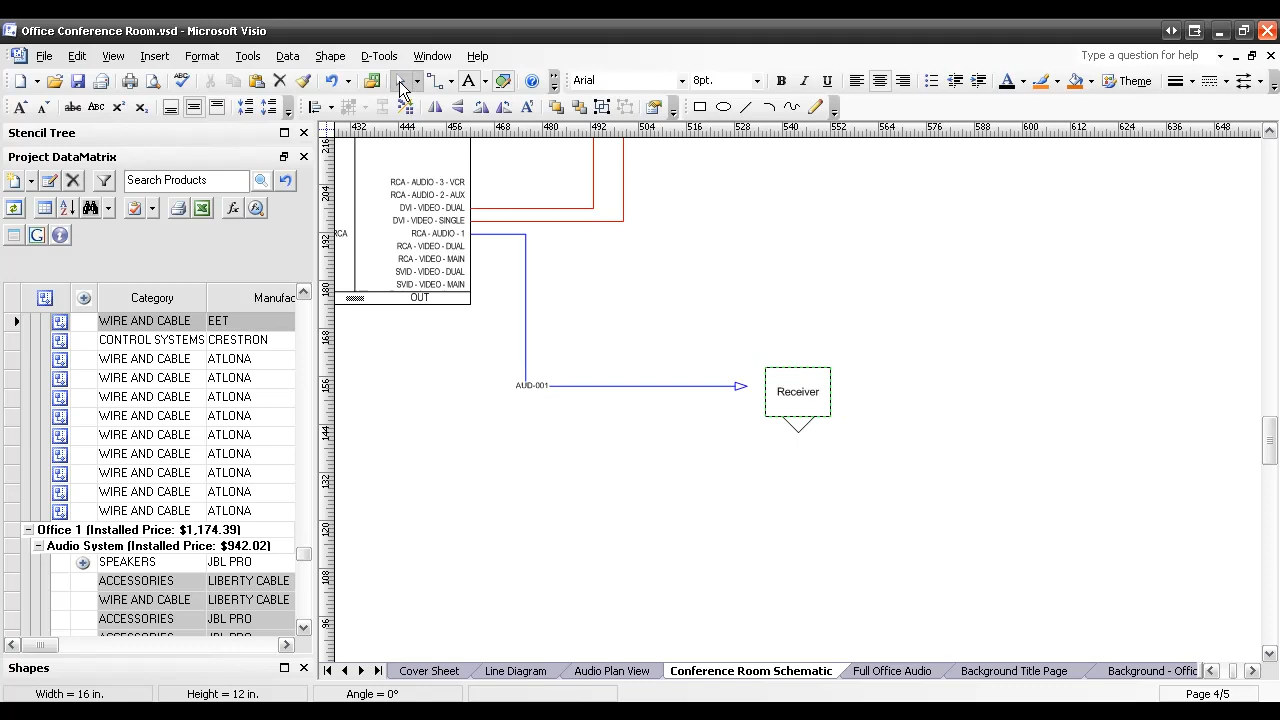 Office Conference Room.vsd - Microsoft Visio
File Edit View Insert Format Tools Data Shape D-Tools Window Help
Type a question for help
Arial 8pt. B I U Theme
Stencil Tree
Project DataMatrix
Search Products
Category Manufac
WIRE AND CABLE EET
CONTROL SYSTEMS CRESTRON
WIRE AND CABLE ATLONA
WIRE AND CABLE ATLONA
WIRE AND CABLE ATLONA
WIRE AND CABLE ATLONA
WIRE AND CABLE ATLONA
WIRE AND CABLE ATLONA
WIRE AND CABLE ATLONA
WIRE AND CABLE ATLONA
WIRE AND CABLE ATLONA
Office 1 (Installed Price: $1,174.39)
Audio System (Installed Price: $942.02)
SPEAKERS JBL PRO
ACCESSORIES LIBERTY CABLE
WIRE AND CABLE LIBERTY CABLE
ACCESSORIES JBL PRO
Shapes
432 444 456 468 480 492 504 516 528 540 552 564 576 588 600 612 624 636 648
216
204
192
180
168
156
144
132
120
108
96
RCA - AUDIO - 3 - VCR
RCA - AUDIO - 2 - AUX
DVI - VIDEO - DUAL
DVI - VIDEO - SINGLE
RCA RCA - AUDIO - 1
RCA - VIDEO - DUAL
RCA - VIDEO - MAIN
SVID - VIDEO - DUAL
SVID - VIDEO - MAIN
OUT
AUD-001
Receiver
Cover Sheet Line Diagram Audio Plan View Conference Room Schematic Full Office Audio Background Title Page Background - Offic
Width = 16 in. Height = 12 in. Angle = 0° Page 4/5